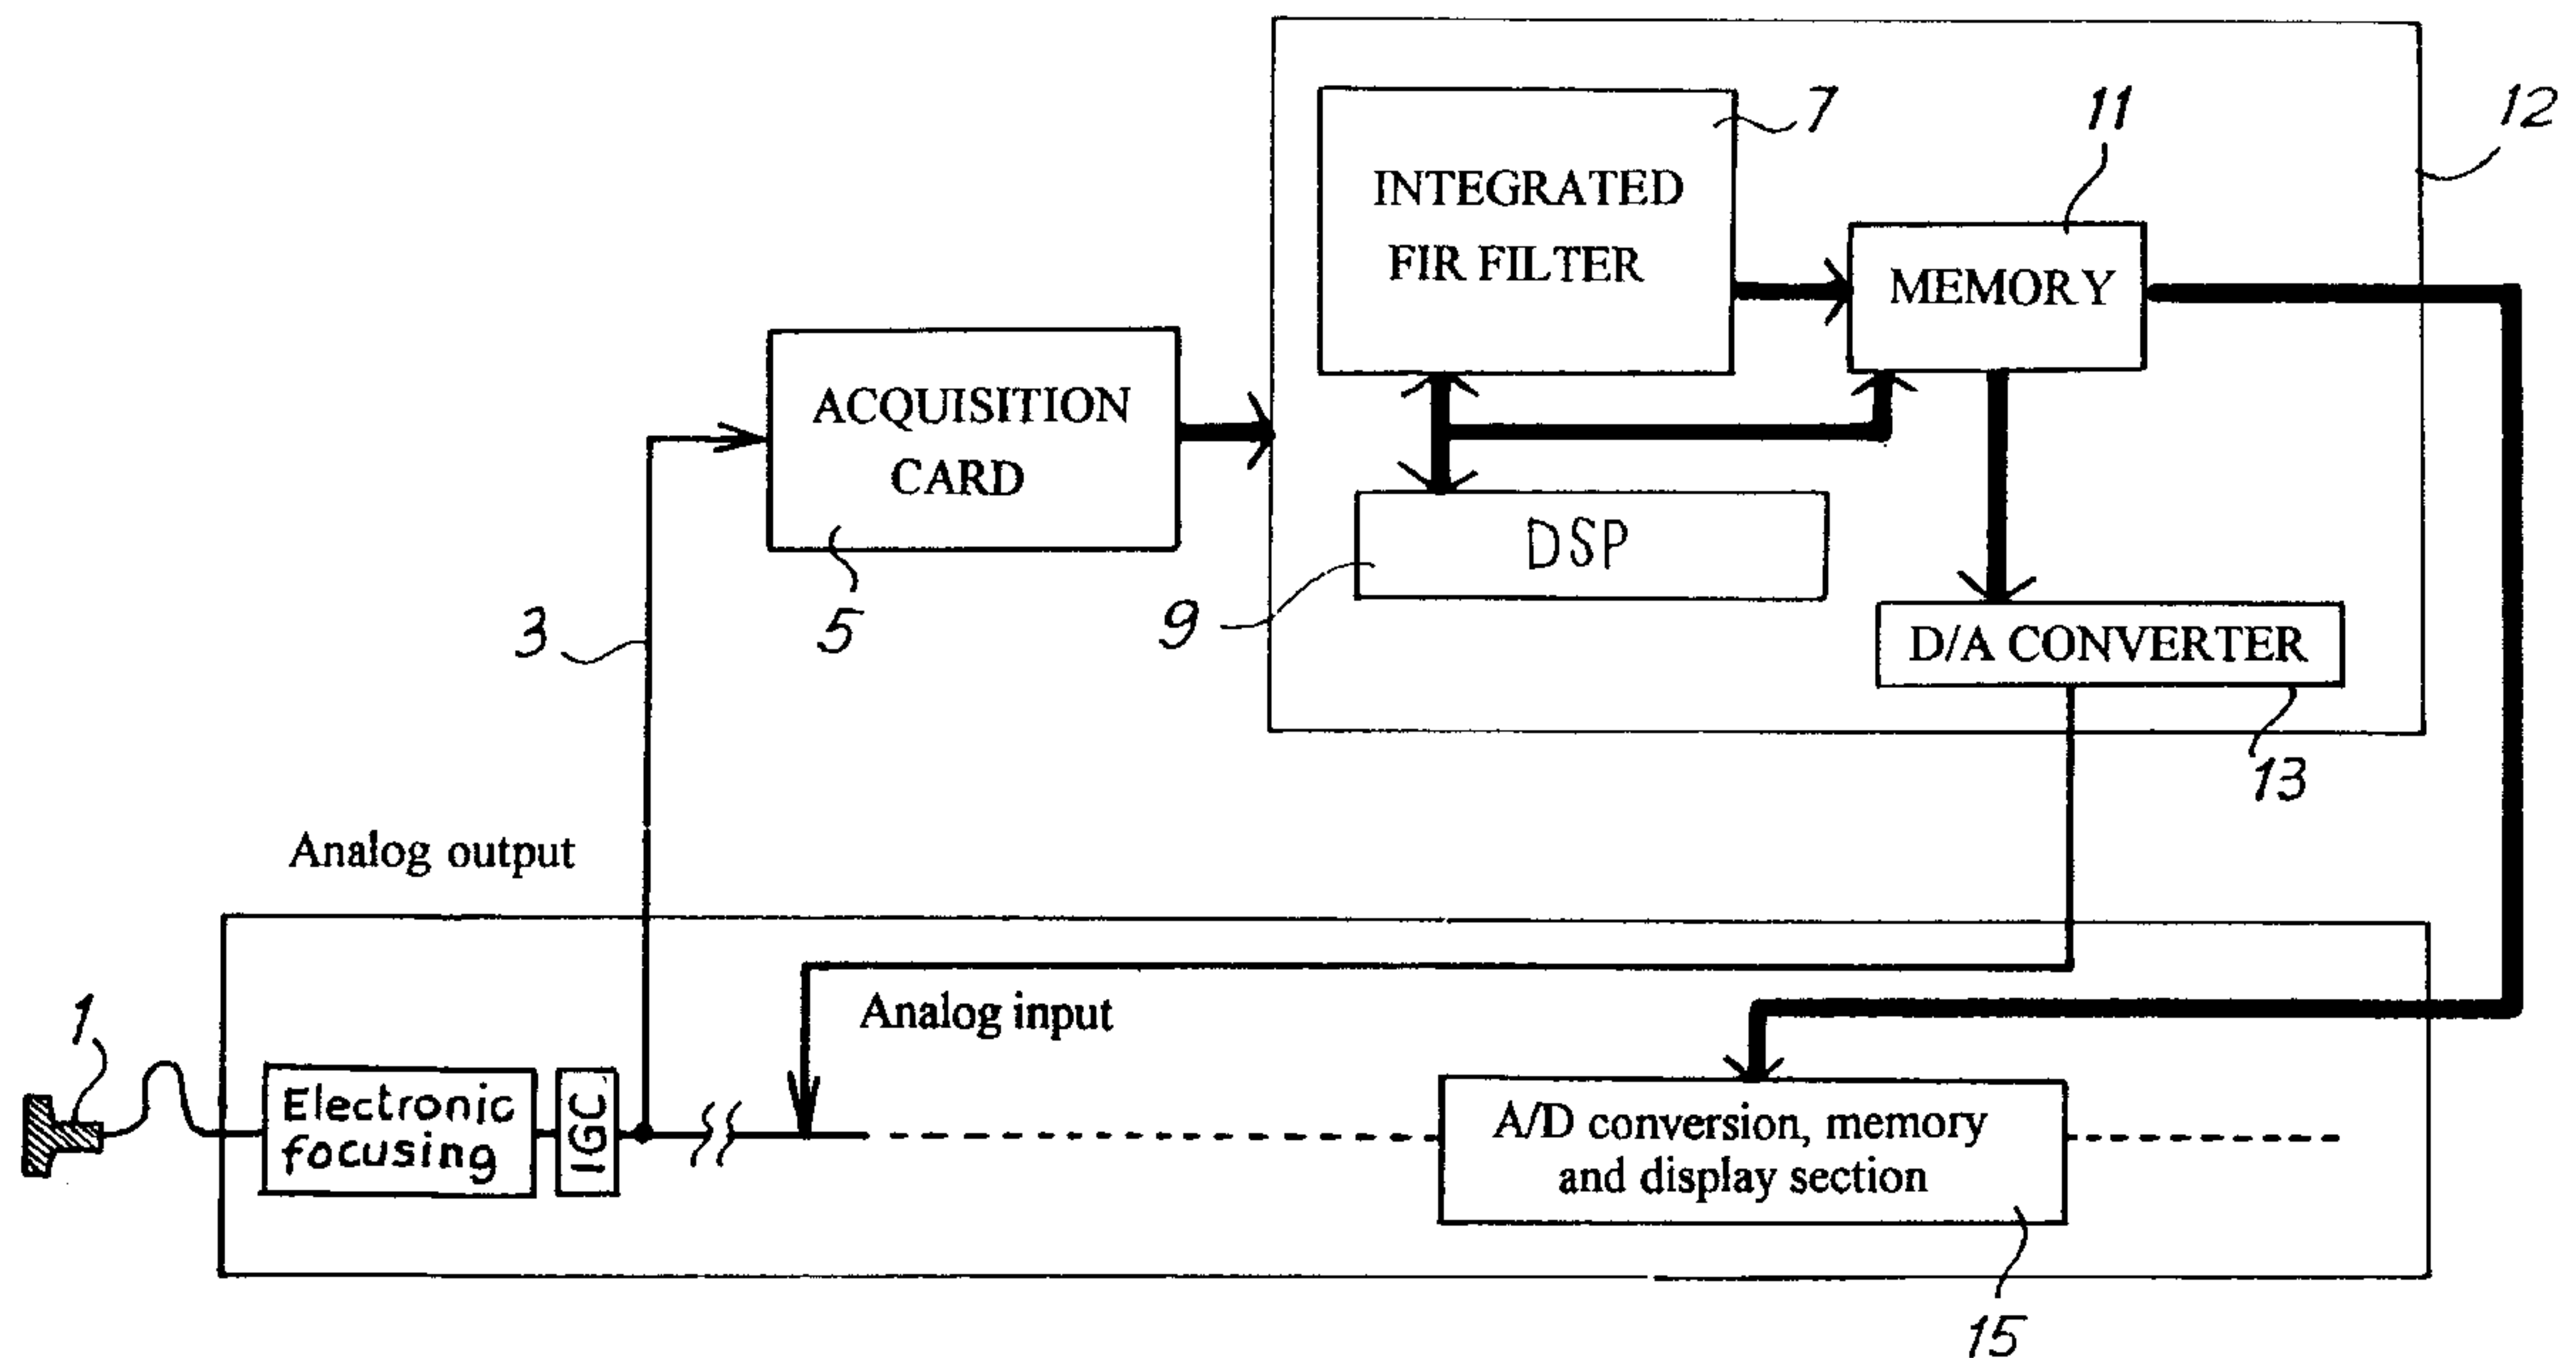 12
7
11
INTEGRATED
FIR FILTER
MEMORY
ACQUISITION
CARD
DSP
5
9
3
D/A CONVERTER
13
Analog output
Analog input
1
Electronic
focusing
IGC
A/D conversion, memory
and display section
15